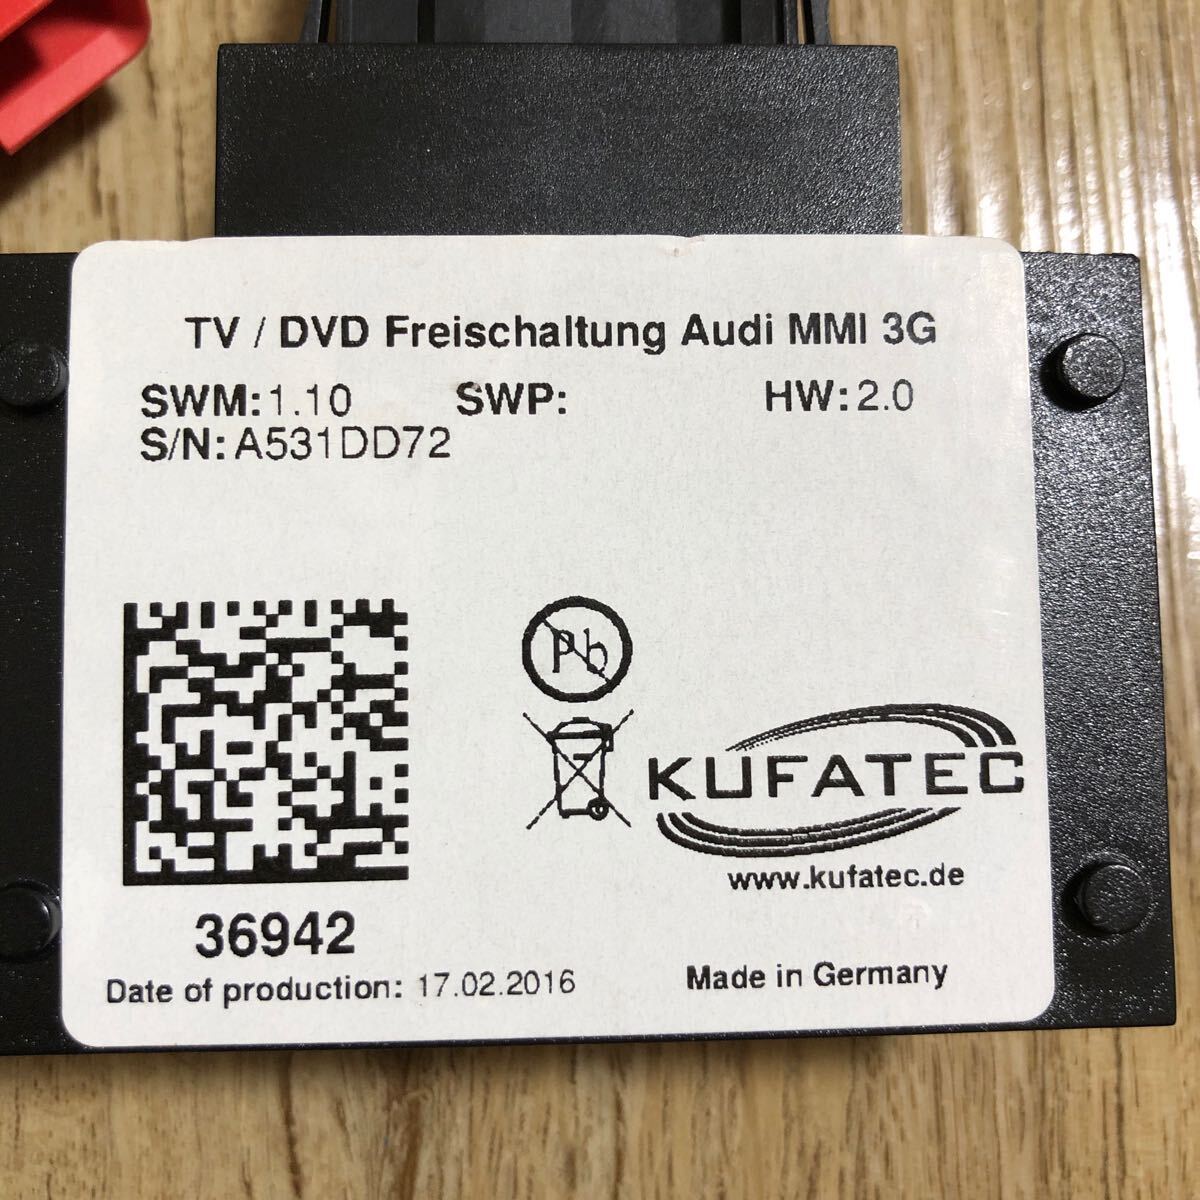 TV / DVD Freischaltung Audi MMI 3G
SWM: 1.10 SWP: HW: 2.0
S/N: A531DD72
Pb
KUFATEC
www.kufatec.de
36942
Date of production: 17.02.2016 Made in Germany